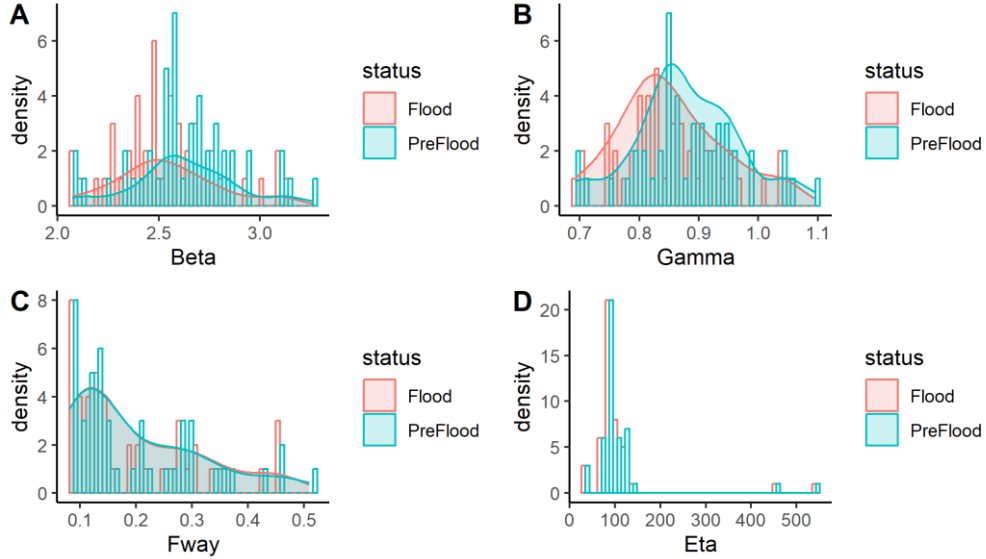 A
density
6
4
2
0
2.0 2.5 3.0
Beta
status
Flood
PreFlood
B
density
6
4
2
0
0.7 0.8 0.9 1.0 1.1
Gamma
status
Flood
PreFlood
C
density
8
6
4
2
0
0.1 0.2 0.3 0.4 0.5
Fway
status
Flood
PreFlood
D
density
20
15
10
5
0
0 100 200 300 400 500
Eta
status
Flood
PreFlood